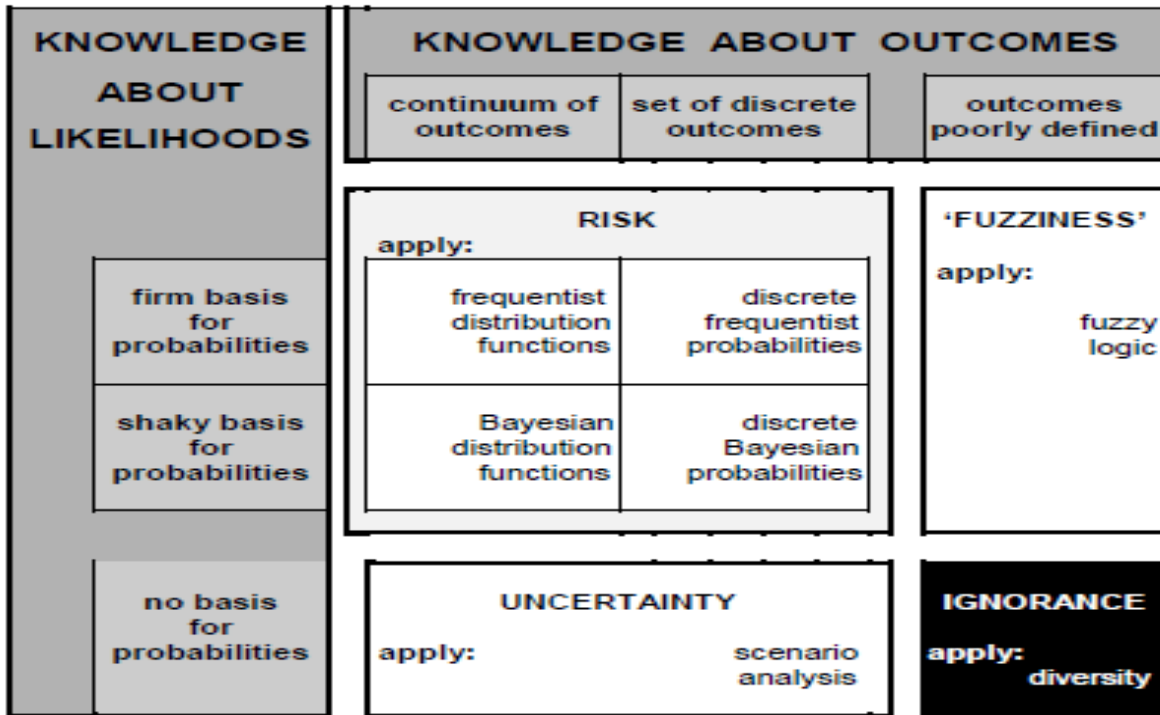 KNOWLEDGE
ABOUT
LIKELIHOODS
KNOWLEDGE ABOUT OUTCOMES
continuum of
outcomes
set of discrete
outcomes
outcomes
poorly defined
RISK
apply:
‘FUZZINESS’
apply:
fuzzy
logic
firm basis
for
probabilities
frequentist
distribution
functions
discrete
frequentist
probabilities
shaky basis
for
probabilities
Bayesian
distribution
functions
discrete
Bayesian
probabilities
no basis
for
probabilities
UNCERTAINTY
apply:
scenario
analysis
IGNORANCE
apply:
diversity